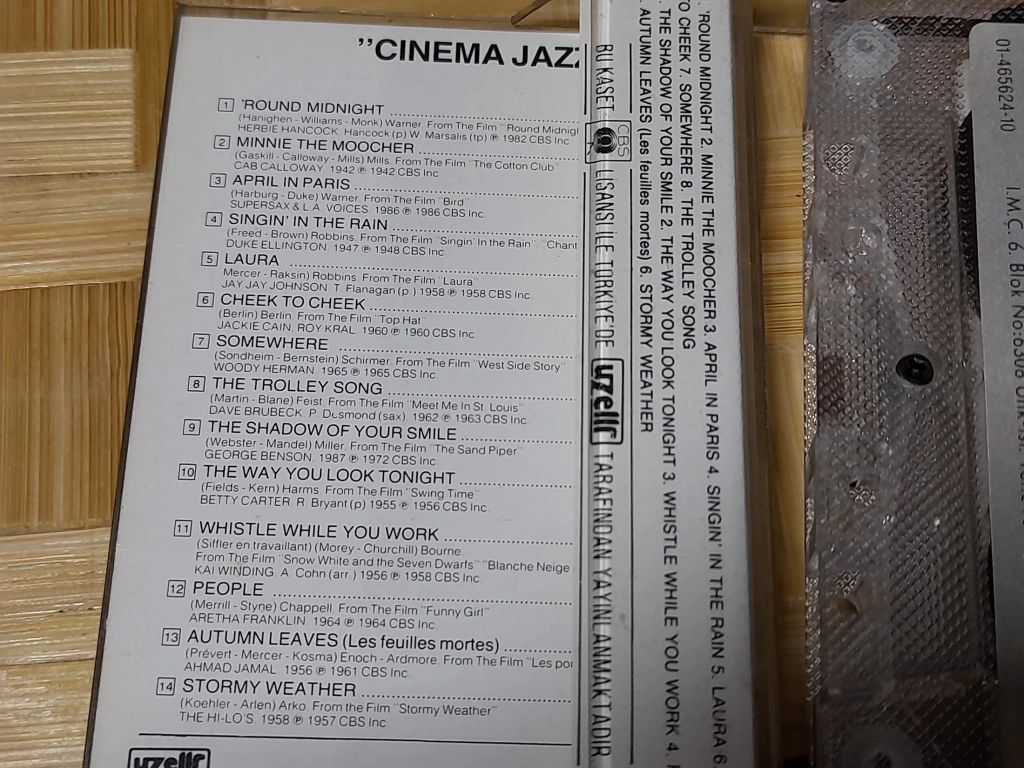 "CINEMA JAZZ
1 'ROUND MIDNIGHT
(Hanighen - Williams - Monk) Warner. From The Film "Round Midnig
HERBIE HANCOCK. Hancock (p) W. Marsalis (tp) ℗ 1982 CBS Inc.
2 MINNIE THE MOOCHER
(Gaskill - Calloway - Mills) Mills. From The Film "The Cotton Club"
CAB CALLOWAY. 1942 ℗ 1942 CBS Inc.
3 APRIL IN PARIS
(Harburg - Duke) Warner. From The Film "Bird"
SUPERSAX & L.A. VOICES. 1986 ℗ 1986 CBS Inc.
4 SINGIN' IN THE RAIN
(Freed - Brown) Robbins. From The Film "Singin' In the Rain" "Chant
DUKE ELLINGTON. 1947 ℗ 1948 CBS Inc.
5 LAURA
Mercer - Raksin) Robbins. From The Film "Laura"
JAY JAY JOHNSON. T. Flanagan (p.) 1958 ℗ 1958 CBS Inc.
6 CHEEK TO CHEEK
(Berlin) Berlin. From The Film "Top Hat"
JACKIE CAIN. ROY KRAL. 1960 ℗ 1960 CBS Inc.
7 SOMEWHERE
(Sondheim - Bernstein) Schirmer. From The Film "West Side Story"
WOODY HERMAN. 1965 ℗ 1965 CBS Inc.
8 THE TROLLEY SONG
(Martin - Blane) Feist. From The Film "Meet Me In St. Louis"
DAVE BRUBECK. P. Desmond (sax). 1962 ℗ 1963 CBS Inc.
9 THE SHADOW OF YOUR SMILE
(Webster - Mandel) Miller. From The Film "The Sand Piper"
GEORGE BENSON. 1987 ℗ 1972 CBS Inc.
10 THE WAY YOU LOOK TONIGHT
(Fields - Kern) Harms. From The Film "Swing Time"
BETTY CARTER. R. Bryant (p) 1955 ℗ 1956 CBS Inc.
11 WHISTLE WHILE YOU WORK
(Siffler en travaillant) (Morey - Churchill) Bourne.
From The Film "Snow White and the Seven Dwarfs" "Blanche Neige
KAI WINDING. A. Cohn (arr.) 1956 ℗ 1958 CBS Inc.
12 PEOPLE
(Merrill - Styne) Chappell. From The Film "Funny Girl"
ARETHA FRANKLIN. 1964 ℗ 1964 CBS Inc.
13 AUTUMN LEAVES (Les feuilles mortes)
(Prévert - Mercer - Kosma) Enoch - Ardmore. From The Film "Les po
AHMAD JAMAL. 1956 ℗ 1961 CBS Inc.
14 STORMY WEATHER
(Koehler - Arlen) Arko. From the Film "Stormy Weather"
THE HI-LO'S. 1958 ℗ 1957 CBS Inc.
uzelli
BU KASET CBS LISANSI ILE TÜRKİYE'DE uzelli TARAFINDAN YAYINLANMAKTADIR
. 'ROUND MIDNIGHT 2. MINNIE THE MOOCHER 3. APRIL IN PARIS 4. SINGIN' IN THE RAIN 5. LAURA 6.
TO CHEEK 7. SOMEWHERE 8. THE TROLLEY SONG
. THE SHADOW OF YOUR SMILE 2. THE WAY YOU LOOK TONIGHT 3. WHISTLE WHILE YOU WORK 4.
. AUTUMN LEAVES (Les feuilles mortes) 6. STORMY WEATHER
01-465624-10
I.M.C. 6. Blok No:6308